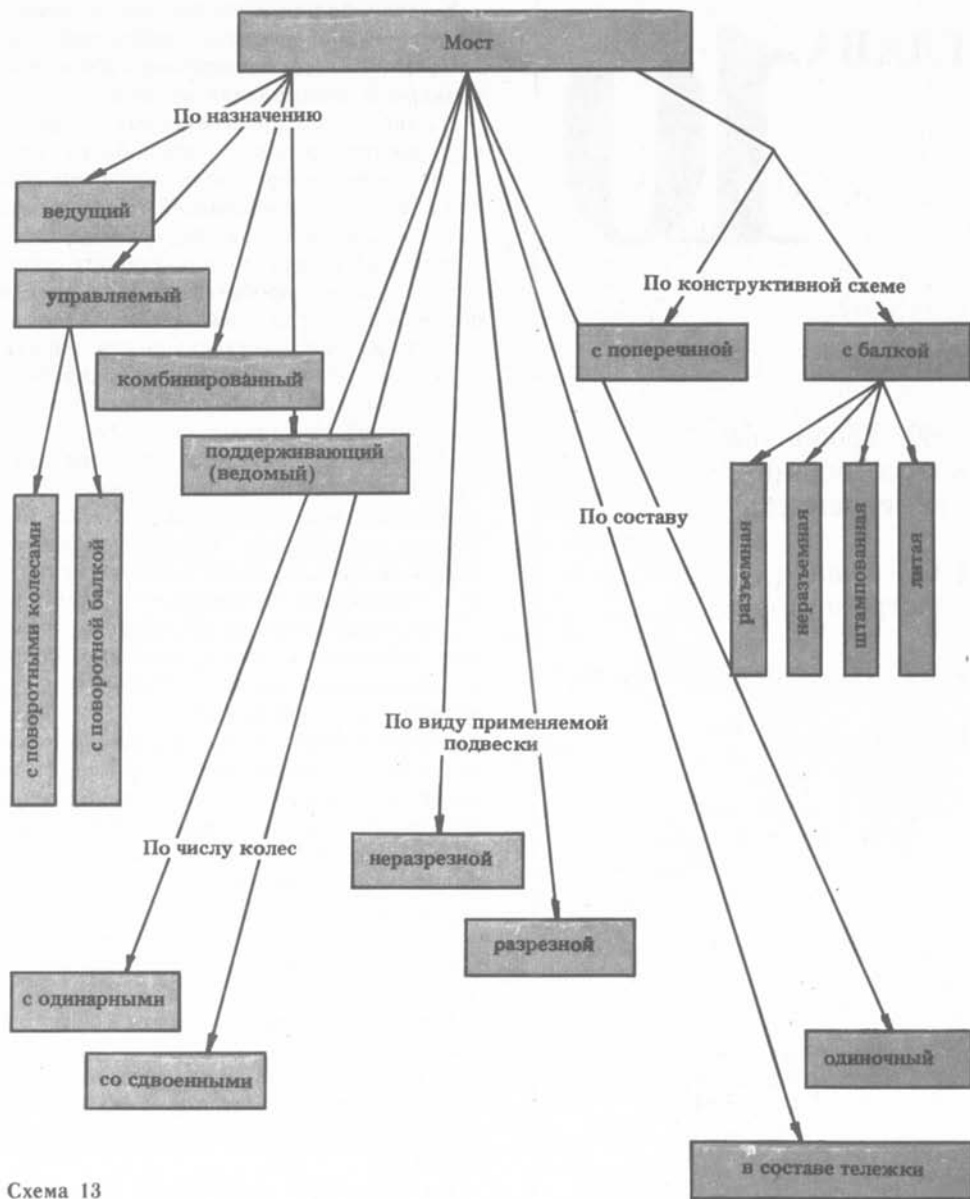 Мост
По назначению
ведущий
управляемый
По конструктивной схеме
с поперечиной
с балкой
комбинированный
поддерживающий
(ведомый)
По составу
с поворотными колесами
с поворотной балкой
разъемная
неразъемная
штампованная
литая
По виду применяемой
подвески
По числу колес
неразрезной
разрезной
с одинарными
со сдвоенными
одиночный
в составе тележки
Схема 13